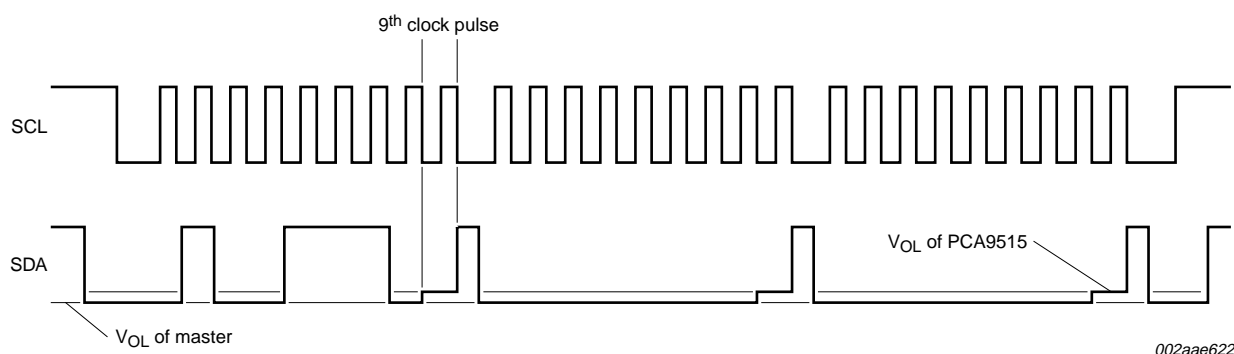 9th clock pulse
SCL
SDA
VOL of PCA9515
VOL of master
002aae622